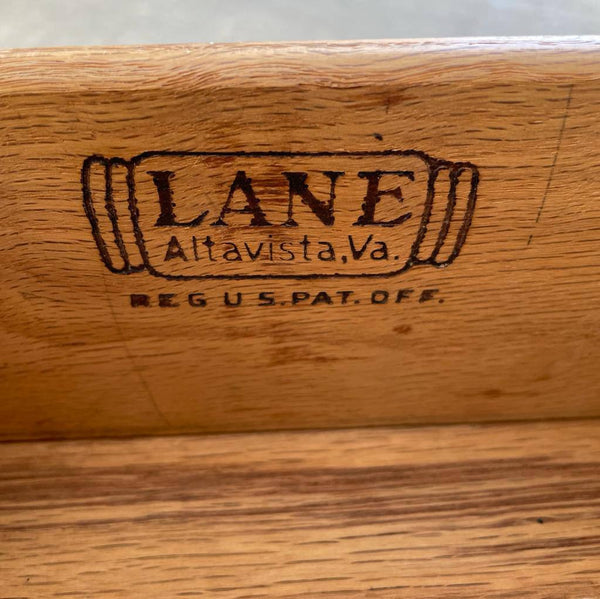 LANE
Altavista, Va.
REG U S. PAT. OFF.